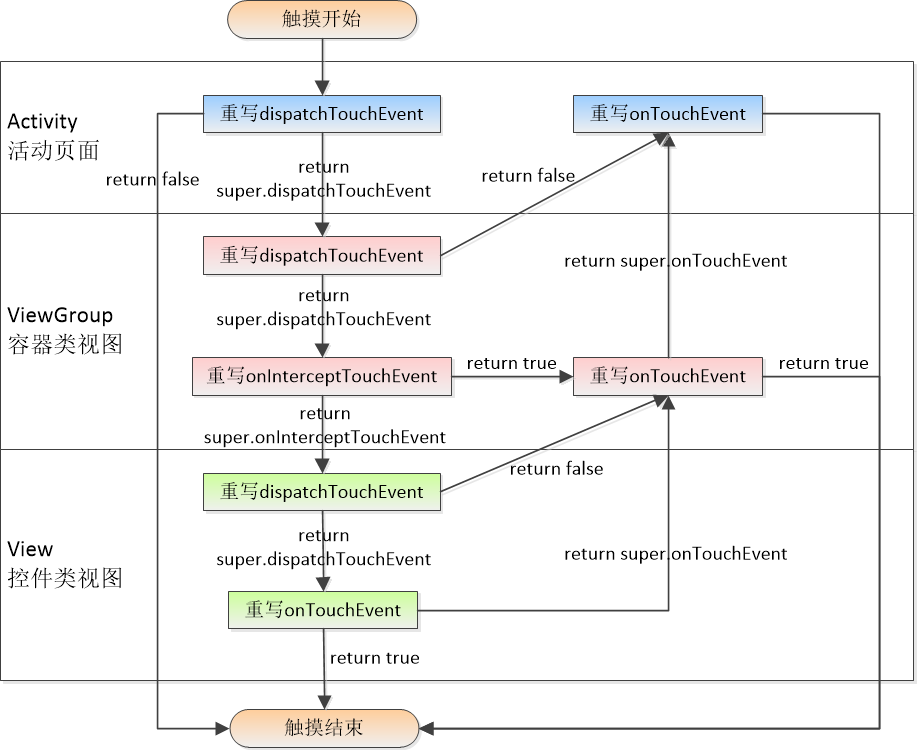 触摸开始
Activity
活动页面
重写dispatchTouchEvent
重写onTouchEvent
return false
return
super.dispatchTouchEvent
return false
ViewGroup
容器类视图
重写dispatchTouchEvent
return super.onTouchEvent
return
super.dispatchTouchEvent
重写onInterceptTouchEvent
return true
重写onTouchEvent
return true
return
super.onInterceptTouchEvent
View
控件类视图
重写dispatchTouchEvent
return false
return
super.dispatchTouchEvent
return super.onTouchEvent
重写onTouchEvent
return true
触摸结束